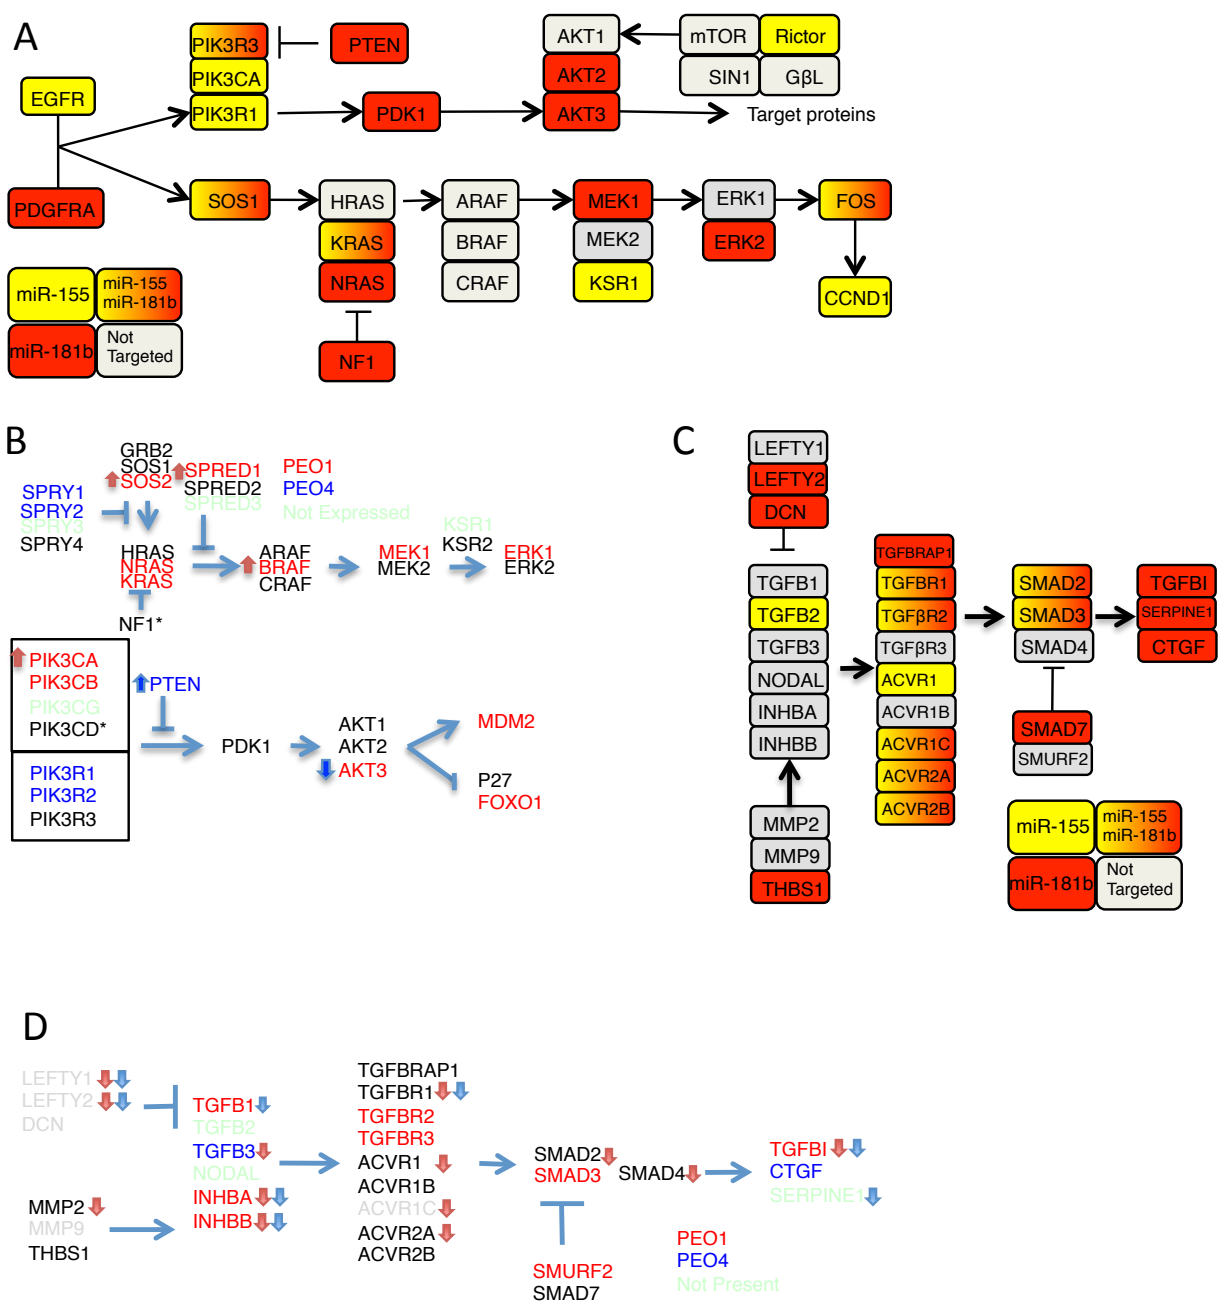 A
PIK3R3
PTEN
AKT1
mTOR
Rictor
PIK3CA
AKT2
SIN1
GβL
EGFR
PIK3R1
PDK1
AKT3
Target proteins
PDGFRA
SOS1
HRAS
ARAF
MEK1
ERK1
FOS
KRAS
BRAF
MEK2
ERK2
NRAS
CRAF
KSR1
CCND1
miR-155
miR-155
miR-181b
miR-181b
Not
Targeted
NF1
B
GRB2
SOS1
SOS2
SPRED1
SPRED2
SPRED3
PEO1
PEO4
Not Expressed
SPRY1
SPRY2
SPRY3
SPRY4
HRAS
NRAS
KRAS
ARAF
BRAF
CRAF
MEK1
MEK2
KSR1
KSR2
ERK1
ERK2
NF1*
PIK3CA
PIK3CB
PIK3CG
PIK3CD*
PIK3R1
PIK3R2
PIK3R3
PTEN
PDK1
AKT1
AKT2
AKT3
MDM2
P27
FOXO1
C
LEFTY1
LEFTY2
DCN
TGFB1
TGFB2
TGFB3
NODAL
INHBA
INHBB
MMP2
MMP9
THBS1
TGFBRAP1
TGFBR1
TGFβR2
TGFβR3
ACVR1
ACVR1B
ACVR1C
ACVR2A
ACVR2B
SMAD2
SMAD3
SMAD4
TGFBI
SERPINE1
CTGF
SMAD7
SMURF2
miR-155
miR-155
miR-181b
miR-181b
Not
Targeted
D
LEFTY1
LEFTY2
DCN
MMP2
MMP9
THBS1
TGFB1
TGFB2
TGFB3
NODAL
INHBA
INHBB
TGFBRAP1
TGFBR1
TGFBR2
TGFBR3
ACVR1
ACVR1B
ACVR1C
ACVR2A
ACVR2B
SMAD2
SMAD3
SMAD4
TGFBI
CTGF
SERPINE1
SMURF2
SMAD7
PEO1
PEO4
Not Present